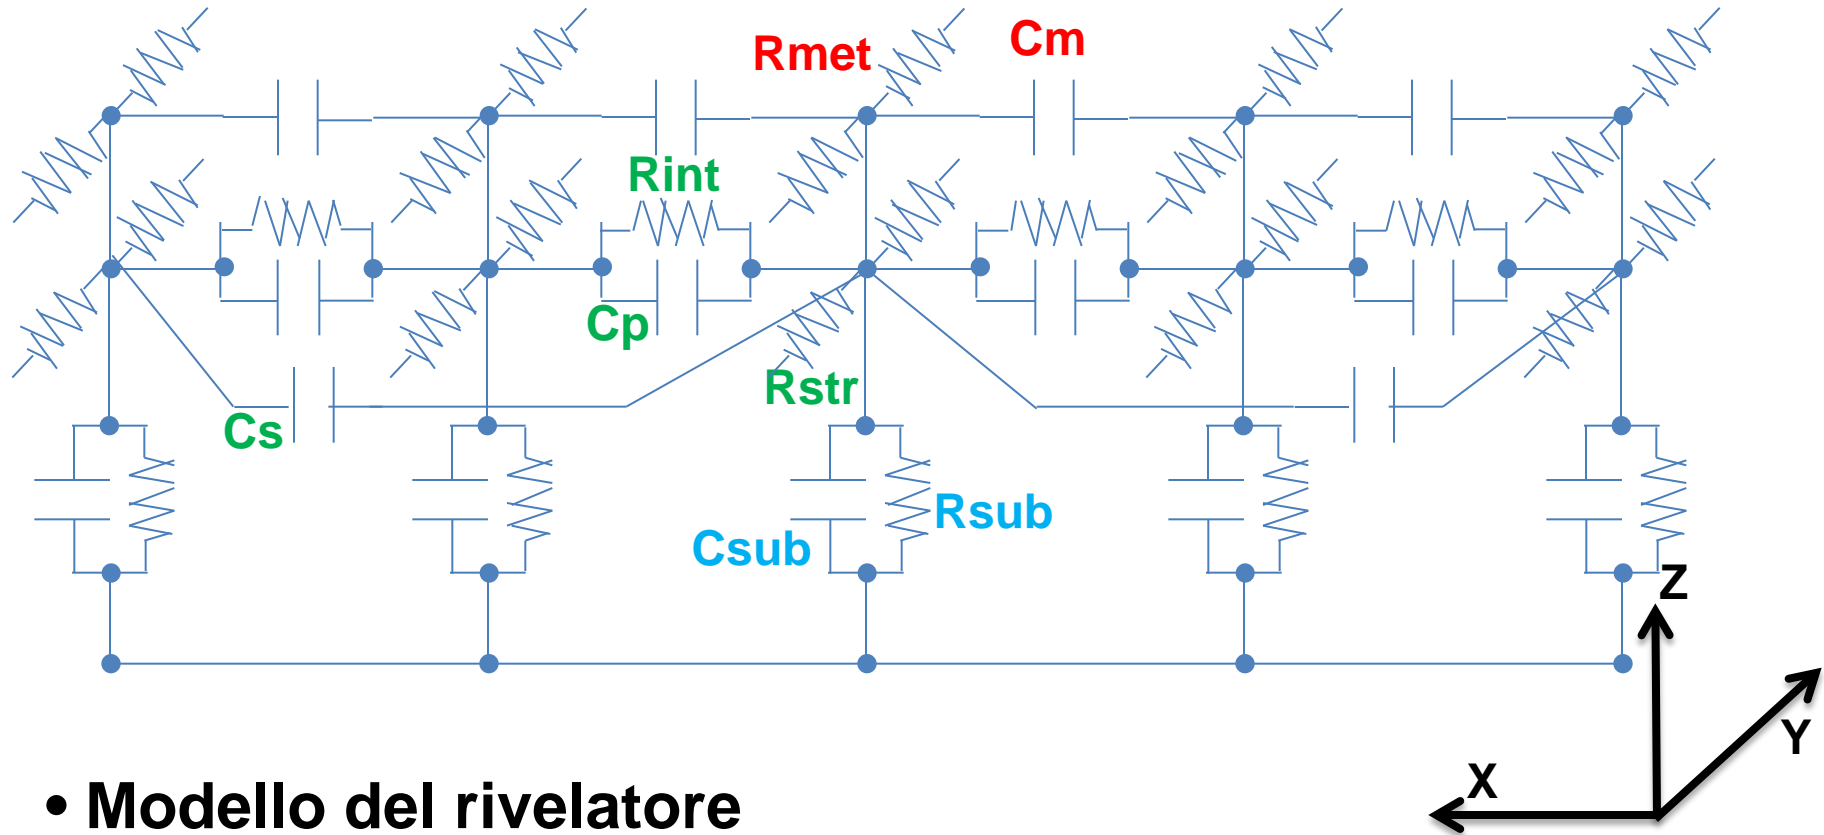 Rmet
Cm
Rint
Cp
Rstr
Cs
Rsub
Csub
Z
Y
X
• Modello del rivelatore